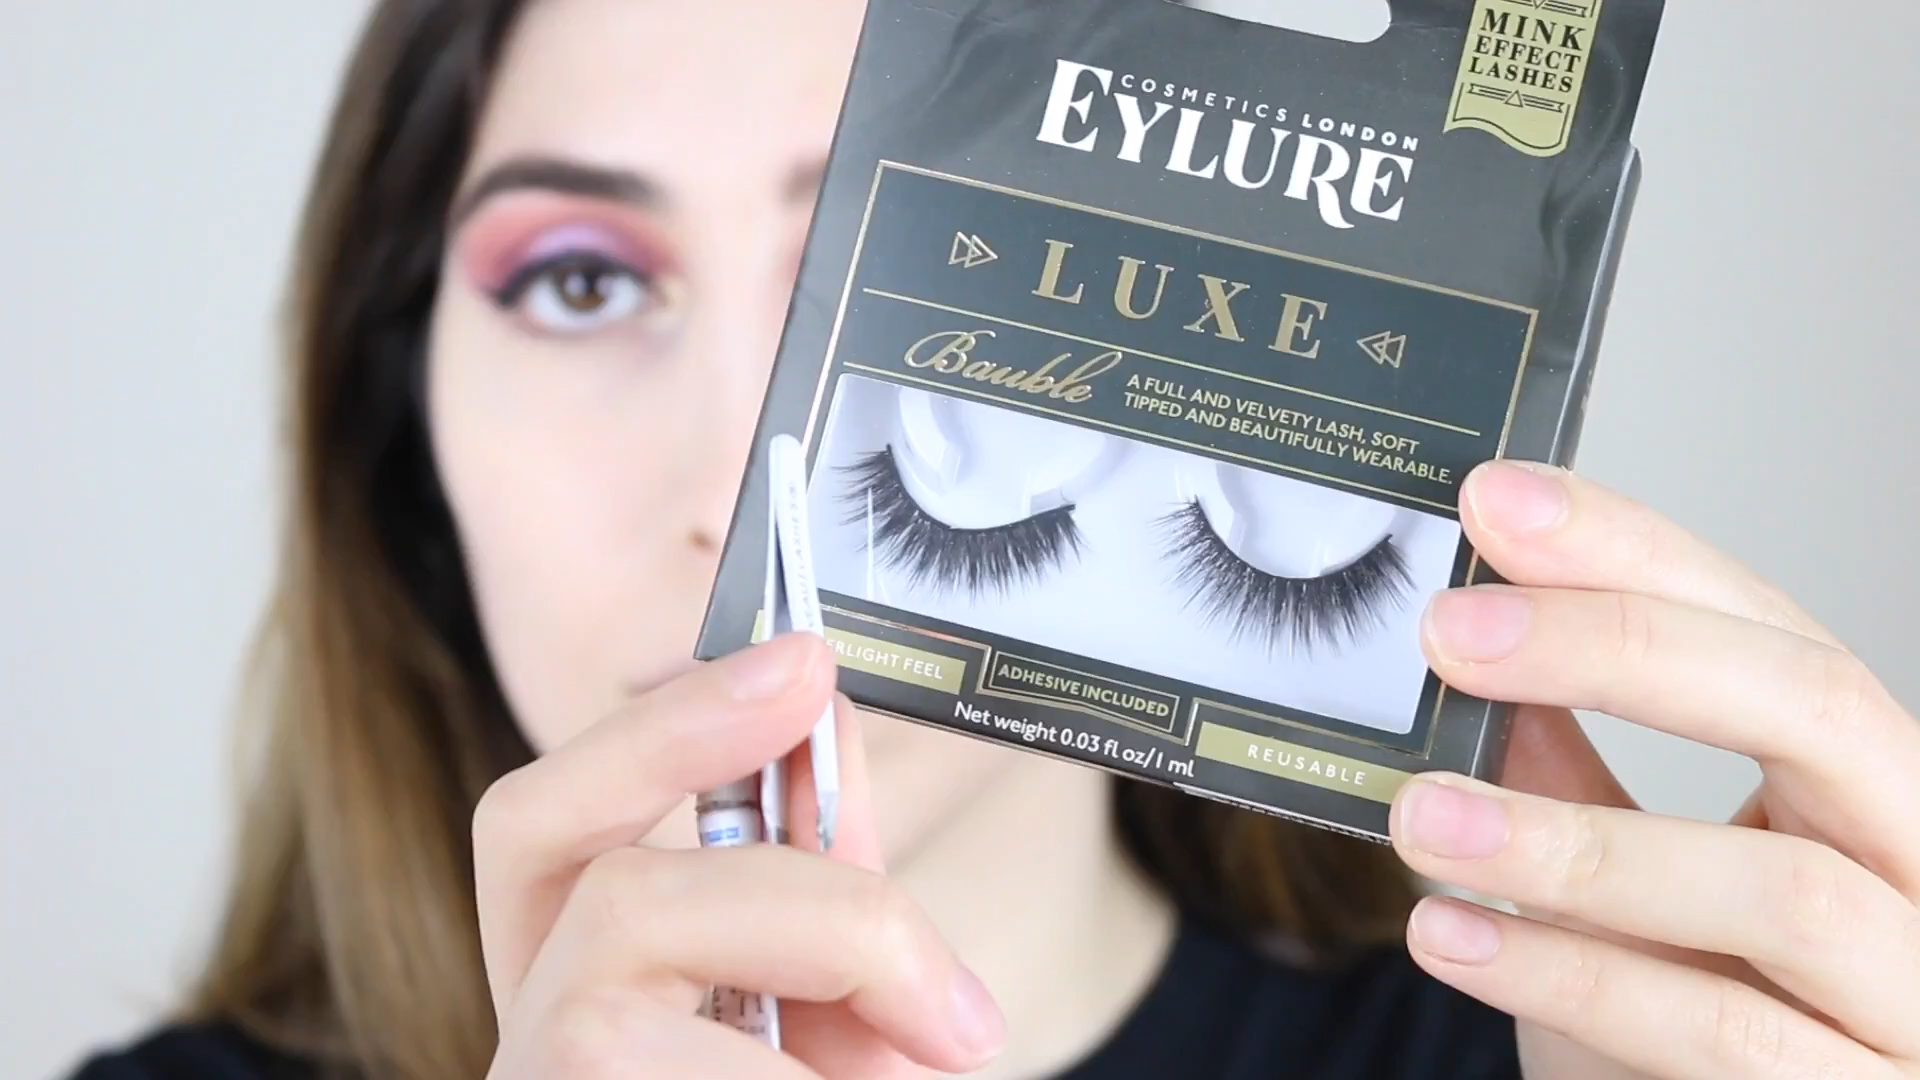 MINK
EFFECT
LASHES
COSMETICS LONDON
EYLURE
LUXE
Bauble
A FULL AND VELVETY LASH, SOFT
TIPPED AND BEAUTIFULLY WEARABLE.
FEEL
ADHESIVE INCLUDED
REUSABLE
Net weight 0.03 fl oz/1 ml